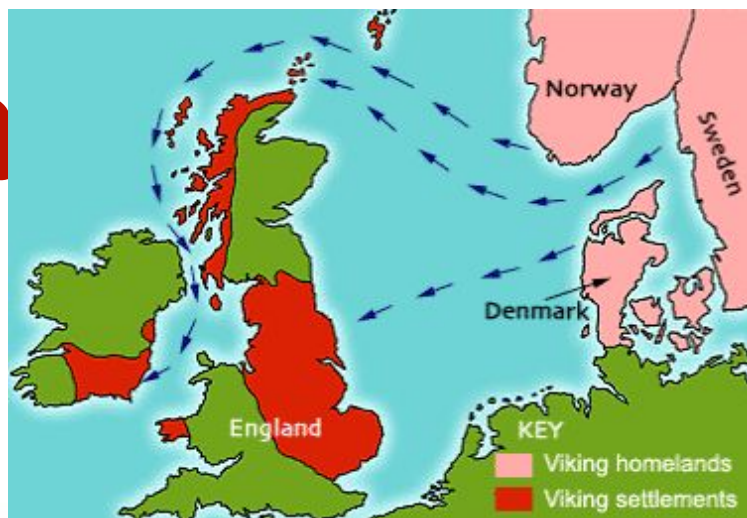 Norway
Sweden
Denmark
England
KEY
Viking homelands
Viking settlements